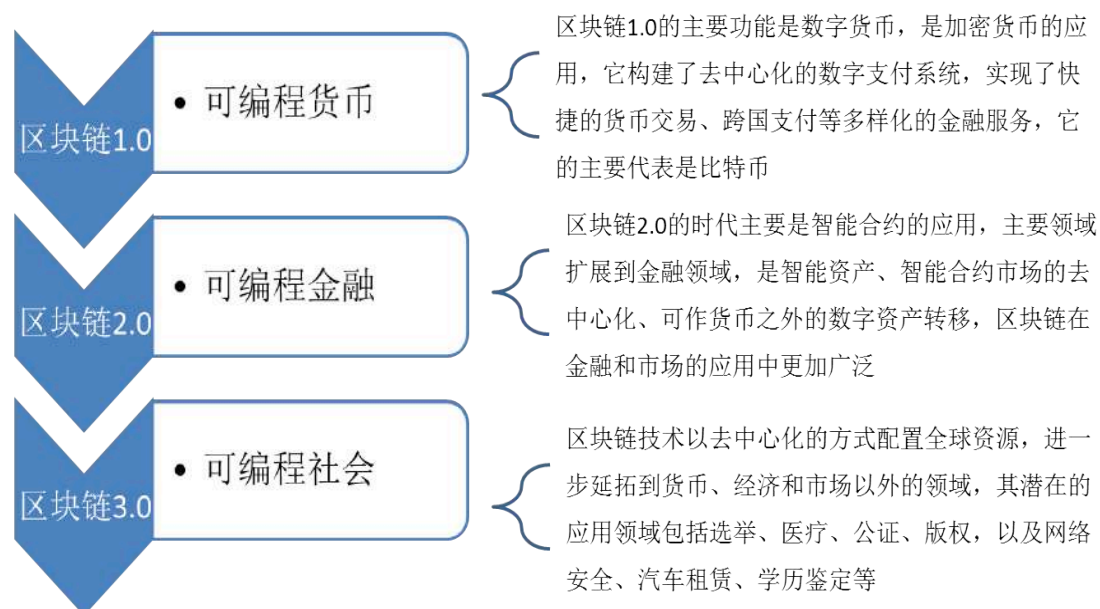 区块链1.0
• 可编程货币
区块链1.0的主要功能是数字货币，是加密货币的应
用，它构建了去中心化的数字支付系统，实现了快
捷的货币交易、跨国支付等多样化的金融服务，它
的主要代表是比特币
区块链2.0
• 可编程金融
区块链2.0的时代主要是智能合约的应用，主要领域
扩展到金融领域，是智能资产、智能合约市场的去
中心化、可作货币之外的数字资产转移，区块链在
金融和市场的应用中更加广泛
区块链3.0
• 可编程社会
区块链技术以去中心化的方式配置全球资源，进一
步延拓到货币、经济和市场以外的领域，其潜在的
应用领域包括选举、医疗、公证、版权，以及网络
安全、汽车租赁、学历鉴定等